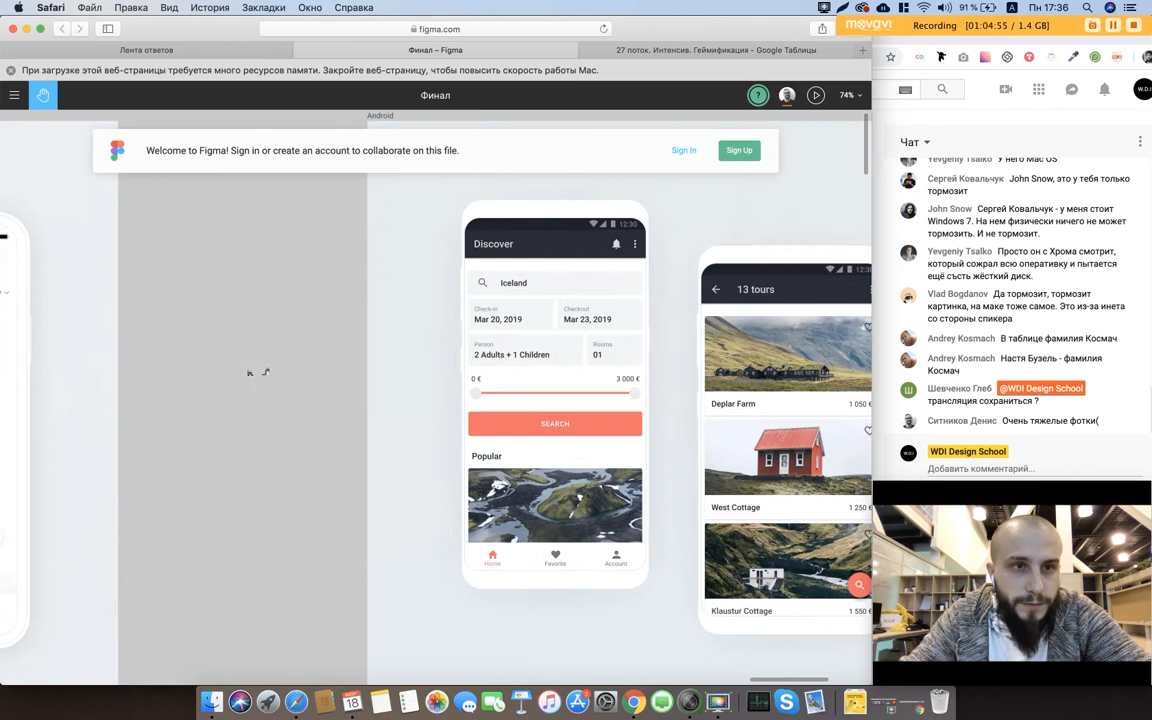 Safari Файл Правка Вид История Закладки Окно Справка
91 % Пн 17:36
movavi Recording (01:04:55 / 1.4 GB)
figma.com
Лента ответов
Финал – Figma
27 поток. Интенсив. Геймификация - Google Таблицы
При загрузке этой веб-страницы требуется много ресурсов памяти. Закройте веб-страницу, чтобы повысить скорость работы Mac.
Финал
?
74%
Android
Welcome to Figma! Sign in or create an account to collaborate on this file.
Sign In
Sign Up
12:30
Discover
Iceland
Check-in
Mar 20, 2019
Checkout
Mar 23, 2019
Person
2 Adults + 1 Children
Rooms
01
0 €
3 000 €
SEARCH
Popular
Home
Favorite
Account
13 tours
Deplar Farm
1 050
West Cottage
1 250
Klaustur Cottage
1 550
Чат
Yevgeniy Tsalko У него Mac OS
Сергей Ковальчук John Snow, это у тебя только
тормозит
John Snow Сергей Ковальчук - у меня стоит
Windows 7. На нем физически ничего не может
тормозить. И не тормозит.
Yevgeniy Tsalko Просто он с Хрома смотрит,
который сожрал всю оперативку и пытается
ещё състь жёсткий диск.
Vlad Bogdanov Да тормозит, тормозит
картинка, на маке тоже самое. Это из-за инета
со стороны спикера
Andrey Kosmach В таблице фамилия Космач
Andrey Kosmach Настя Бузель - фамилия
Космач
Шевченко Глеб @WDI Design School
трансляция сохраниться ?
Ситников Денис Очень тяжелые фотки(
WDI Design School
Добавить комментарий...